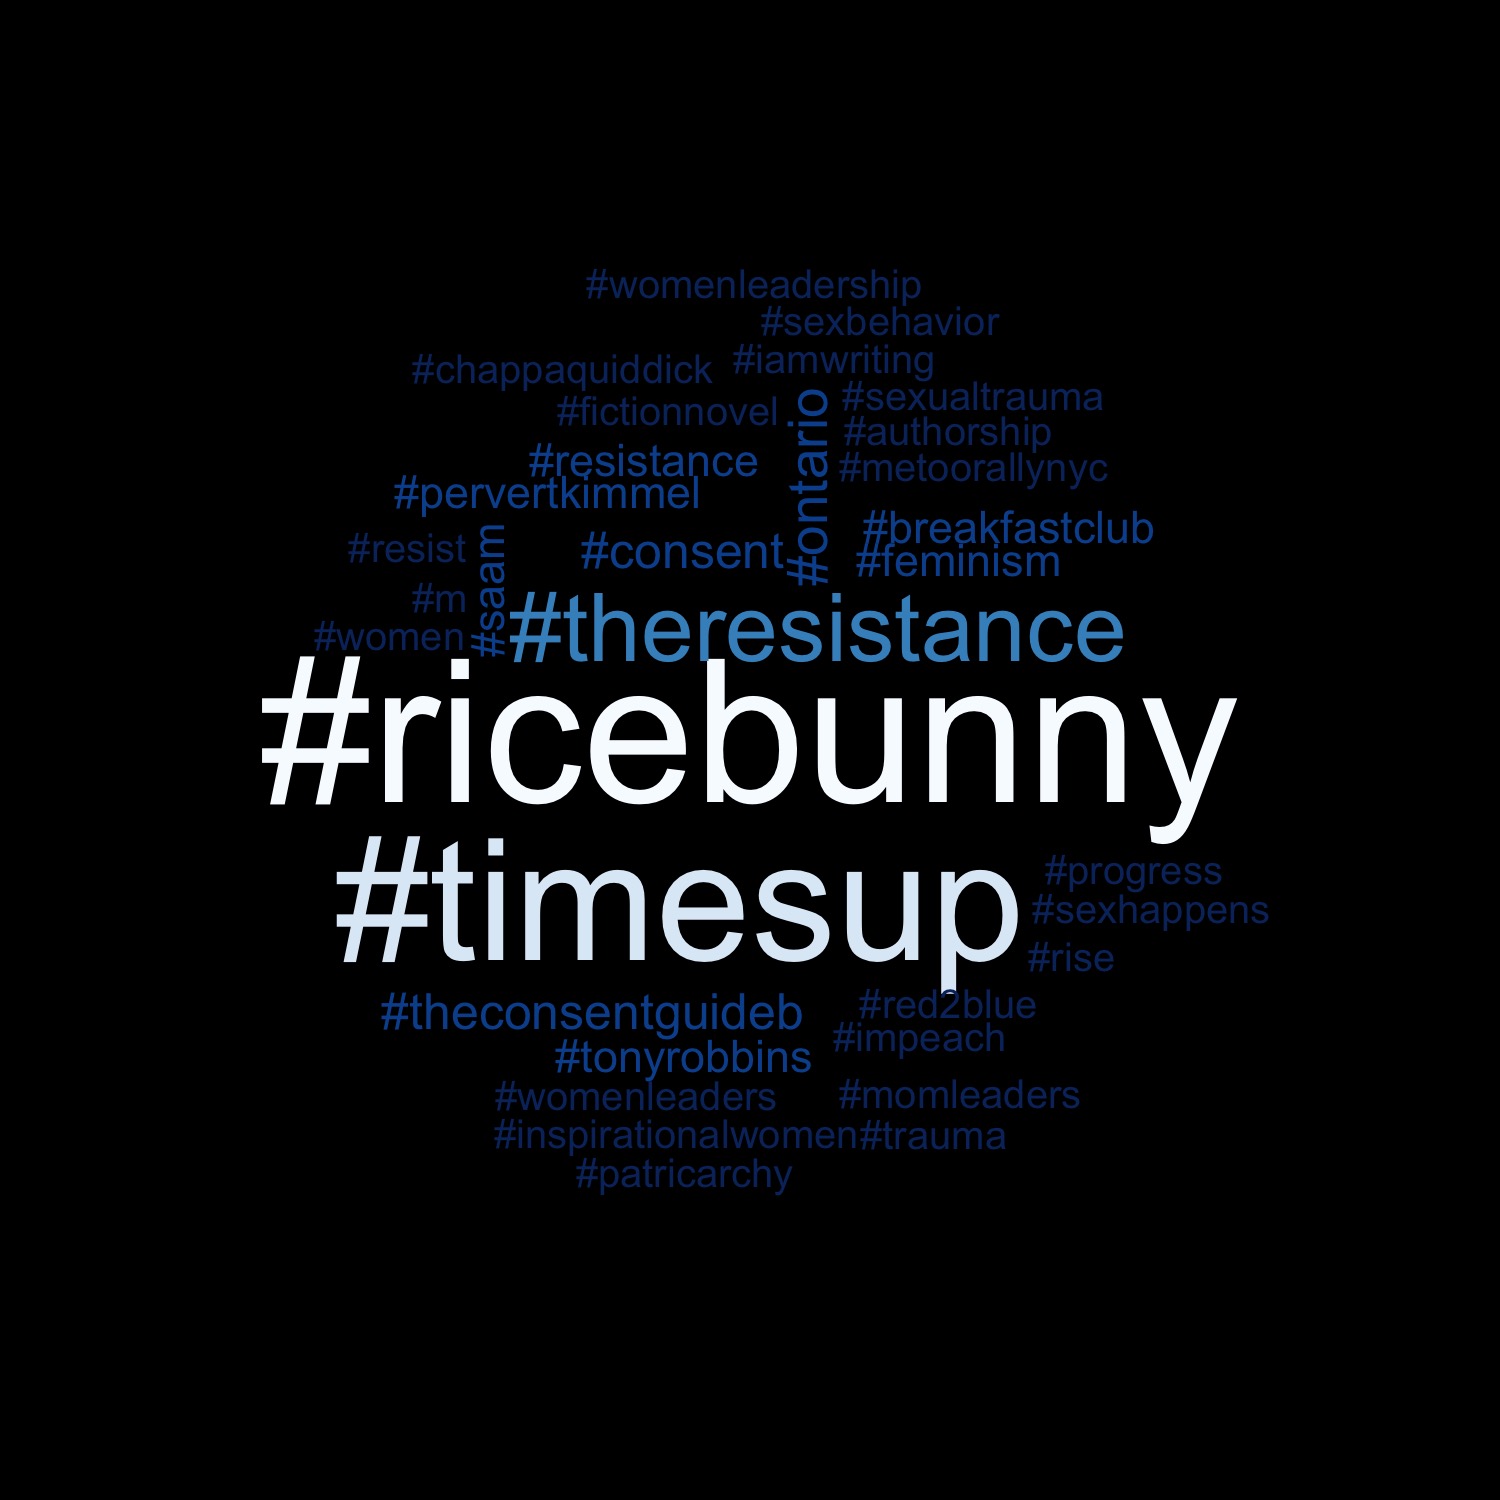 #womenleadership
#sexbehavior
#iamwriting
#chappaquiddick
#sexualtrauma
#fictionnovel
#ontario
#authorship
#resistance
#metoorallynyc
#pervertkimmel
#breakfastclub
#resist
#consent
#feminism
#saam
#m
#women
#theresistance
#ricebunny
#timesup
#progress
#sexhappens
#rise
#theconsentguideb
#red2blue
#impeach
#tonyrobbins
#womenleaders
#momleaders
#inspirationalwomen
#trauma
#patricarchy